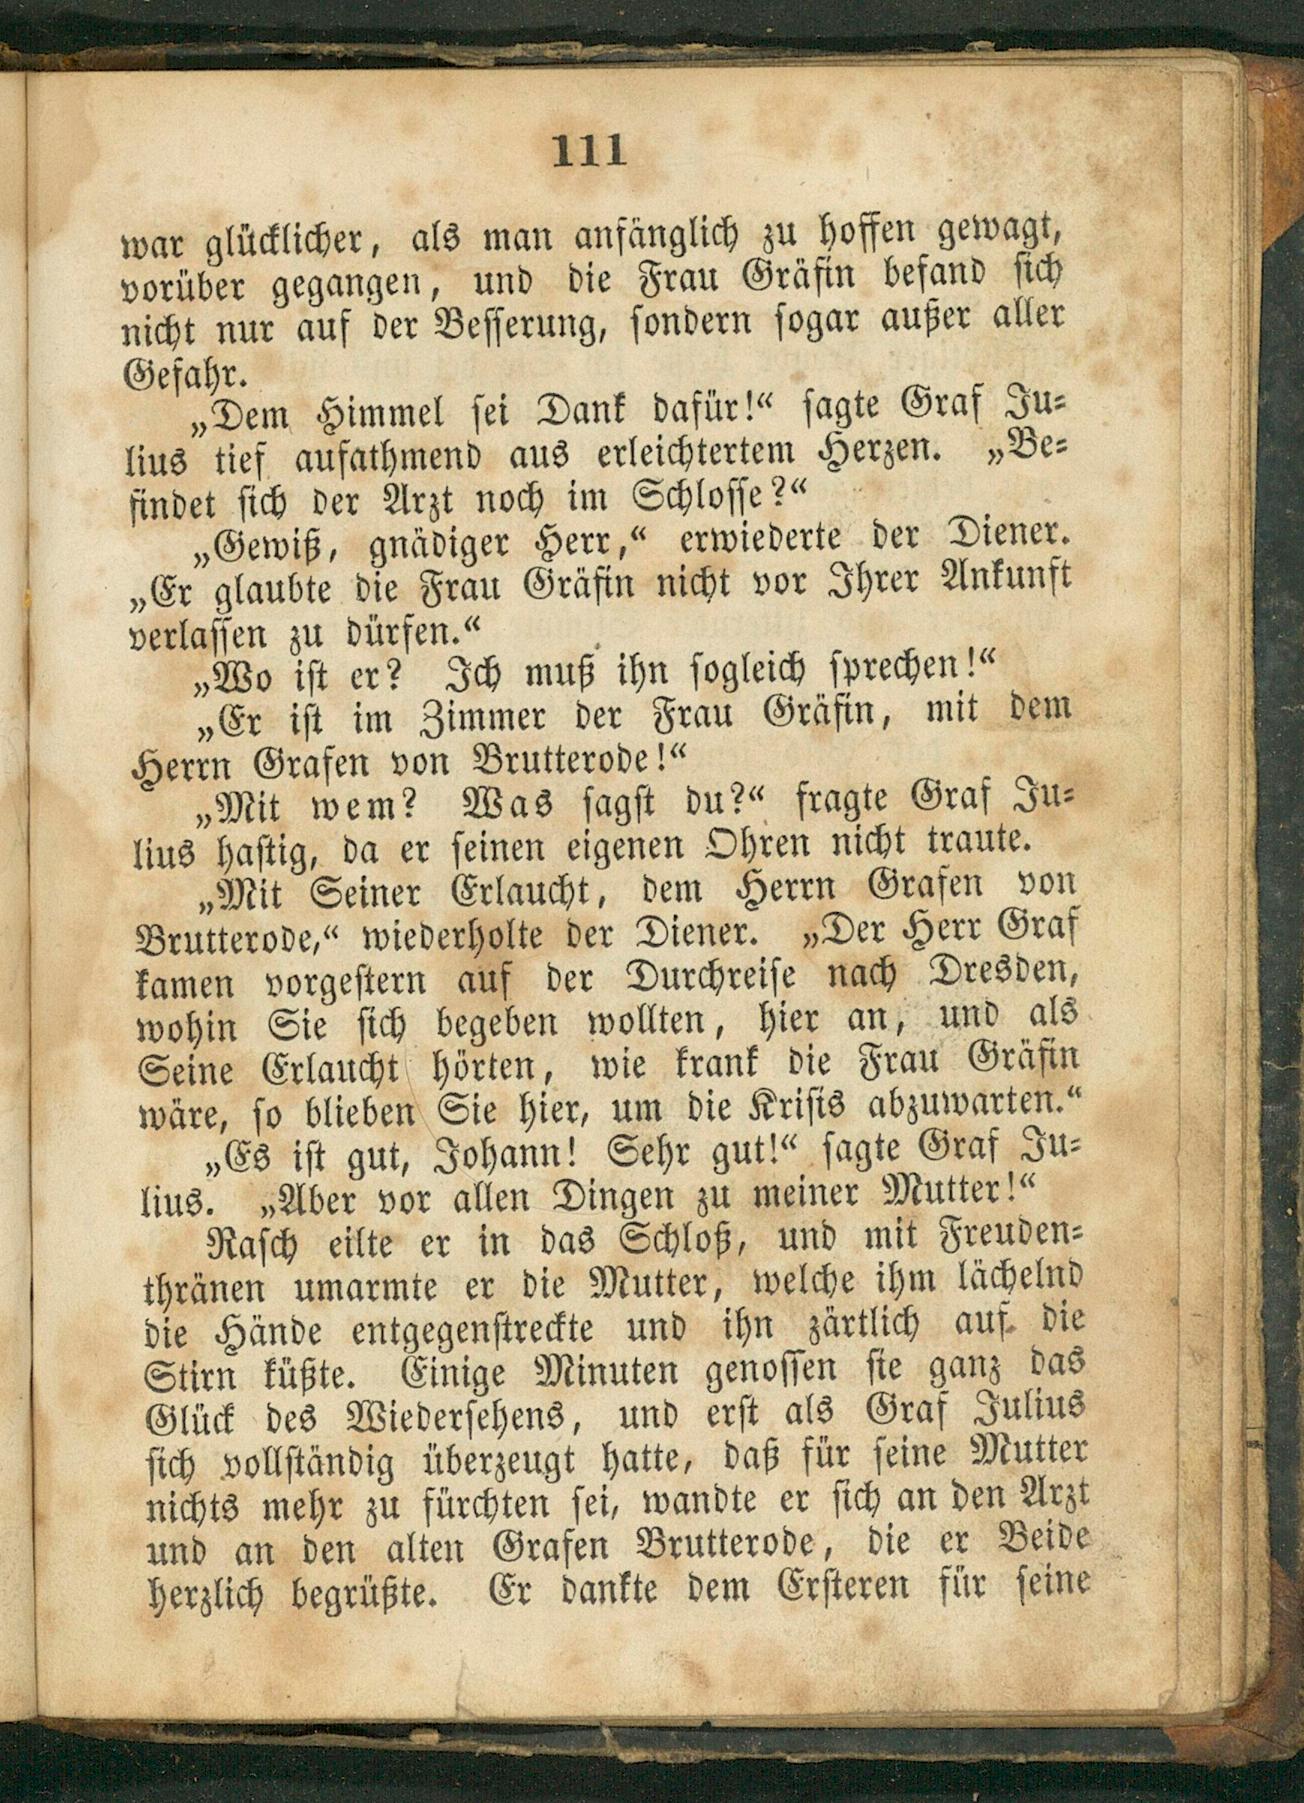 111
war glücklicher, als man anfänglich zu hoffen gewagt,
vorüber gegangen, und die Frau Gräfin befand sich
nicht nur auf der Besserung, sondern sogar außer aller
Gefahr.
„Dem Himmel sei Dank dafür!“ sagte Graf Ju-
lius tief aufathmend aus erleichtertem Herzen. „Be-
findet sich der Arzt noch im Schlosse?“
„Gewiß, gnädiger Herr,“ erwiederte der Diener.
„Er glaubte die Frau Gräfin nicht vor Ihrer Ankunft
verlassen zu dürfen.“
„Wo ist er? Ich muß ihn sogleich sprechen!“
„Er ist im Zimmer der Frau Gräfin, mit dem
Herrn Grafen von Brutterode!“
„Mit wem? Was sagst du?“ fragte Graf Ju-
lius hastig, da er seinen eigenen Ohren nicht traute.
„Mit Seiner Erlaucht, dem Herrn Grafen von
Brutterode,“ wiederholte der Diener. „Der Herr Graf
kamen vorgestern auf der Durchreise nach Dresden,
wohin Sie sich begeben wollten, hier an, und als
Seine Erlaucht hörten, wie krank die Frau Gräfin
wäre, so blieben Sie hier, um die Krisis abzuwarten.“
„Es ist gut, Johann! Sehr gut!“ sagte Graf Ju-
lius. „Aber vor allen Dingen zu meiner Mutter!“
Rasch eilte er in das Schloß, und mit Freuden-
thränen umarmte er die Mutter, welche ihm lächelnd
die Hände entgegenstreckte und ihn zärtlich auf die
Stirn küßte. Einige Minuten genossen sie ganz das
Glück des Wiedersehens, und erst als Graf Julius
sich vollständig überzeugt hatte, daß für seine Mutter
nichts mehr zu fürchten sei, wandte er sich an den Arzt
und an den alten Grafen Brutterode, die er Beide
herzlich begrüßte. Er dankte dem Ersteren für seine